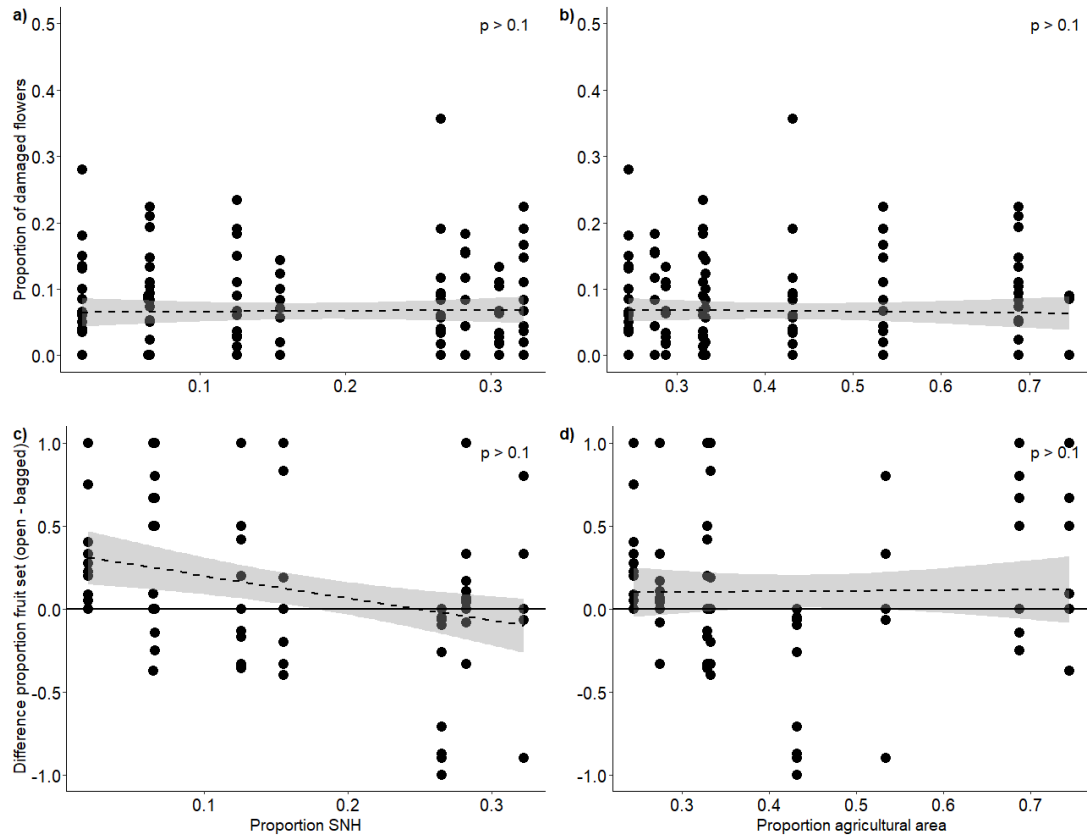 a)
p > 0.1
Proportion of damaged flowers
0.5
0.4
0.3
0.2
0.1
0.0
0.1 0.2 0.3
b)
p > 0.1
0.5
0.4
0.3
0.2
0.1
0.0
0.3 0.4 0.5 0.6 0.7
c)
p > 0.1
Difference proportion fruit set (open - bagged)
1.0
0.5
0.0
-0.5
-1.0
0.1 0.2 0.3
Proportion SNH
d)
p > 0.1
1.0
0.5
0.0
-0.5
-1.0
0.3 0.4 0.5 0.6 0.7
Proportion agricultural area